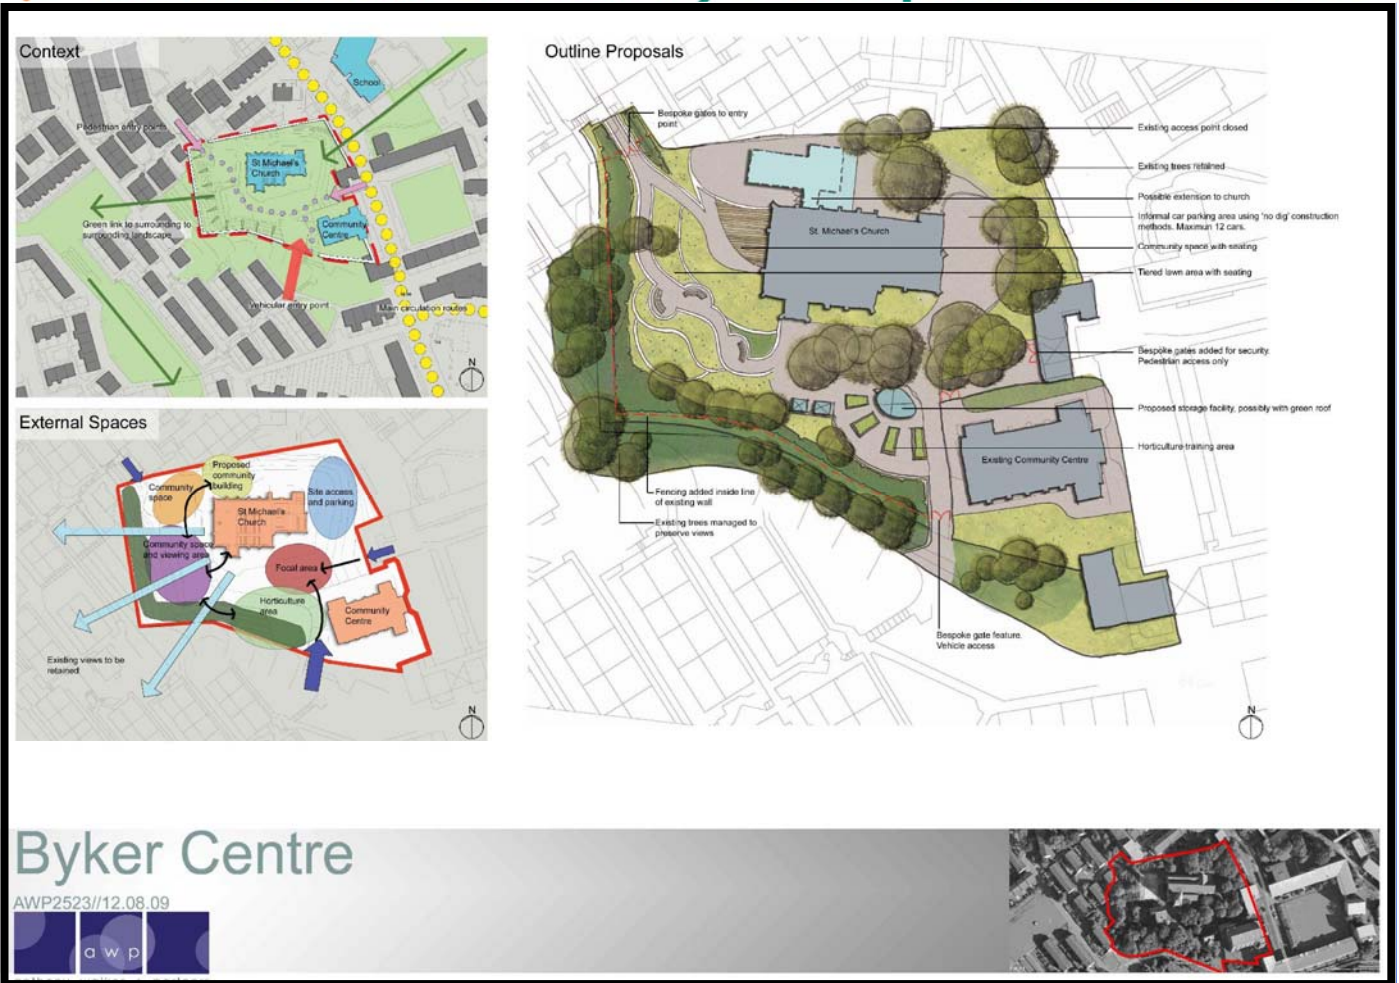 Context
School
Pedestrian entry points
St Michael's
Church
Green link to surrounding to
surrounding landscape
Community
Centre
Vehicular entry point
Main circulation routes
N
External Spaces
Proposed
community
building
Community
space
Site access
and parking
St Michael's
Church
Community space
and viewing area
Focal area
Horticulture
area
Community
Centre
Existing views to be
retained
N
Outline Proposals
Bespoke gates to entry
point
Existing access point closed
Existing trees retained
Possible extension to church
Informal car parking area using 'no dig' construction
methods. Maximun 12 cars.
St. Michael's Church
Community space with seating
Tiered lawn area with seating
Bespoke gates added for security.
Pedestrian access only
Proposed storage facility, possibly with green roof
Horticulture training area
Existing Community Centre
Fencing added inside line
of existing wall
Existing trees managed to
preserve views
Bespoke gate feature.
Vehicle access
N
Byker Centre
AWP2523//12.08.09
a w p